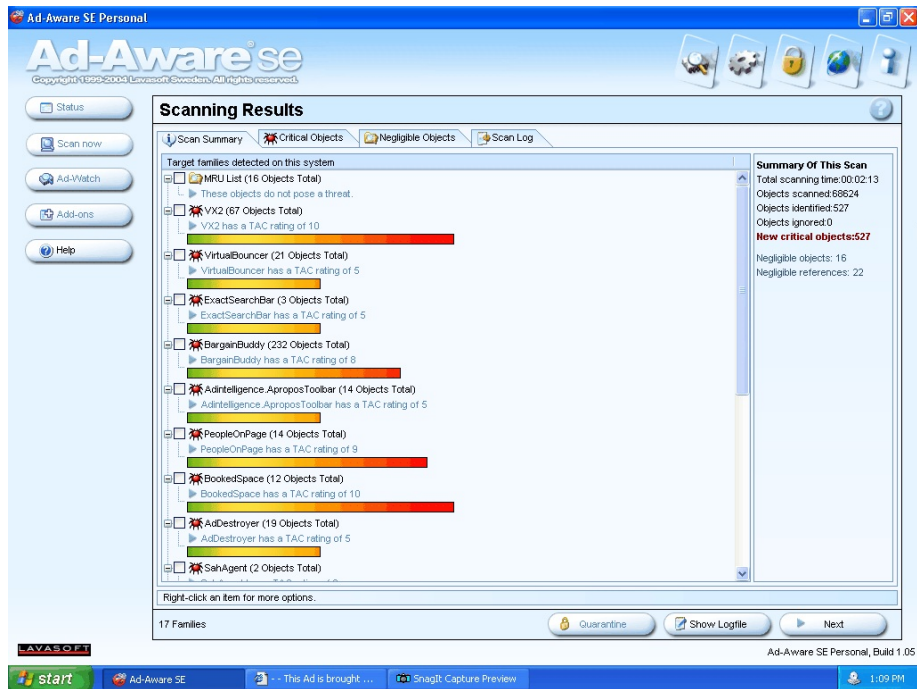 Ad-Aware SE Personal
Ad-Aware se
Copyright 1999-2004 Lavasoft Sweden. All rights reserved.
Status
Scan now
Ad-Watch
Add-ons
Help
Scanning Results
Scan Summary
Critical Objects
Negligible Objects
Scan Log
Target families detected on this system
MRU List (16 Objects Total)
These objects do not pose a threat.
VX2 (67 Objects Total)
VX2 has a TAC rating of 10
VirtualBouncer (21 Objects Total)
VirtualBouncer has a TAC rating of 5
ExactSearchBar (3 Objects Total)
ExactSearchBar has a TAC rating of 5
BargainBuddy (232 Objects Total)
BargainBuddy has a TAC rating of 8
Adintelligence.AproposToolbar (14 Objects Total)
Adintelligence.AproposToolbar has a TAC rating of 5
PeopleOnPage (14 Objects Total)
PeopleOnPage has a TAC rating of 9
BookedSpace (12 Objects Total)
BookedSpace has a TAC rating of 10
AdDestroyer (19 Objects Total)
AdDestroyer has a TAC rating of 5
SahAgent (2 Objects Total)
Summary Of This Scan
Total scanning time:00:02:13
Objects scanned:68624
Objects identified:527
Objects ignored:0
New critical objects:527
Negligible objects: 16
Negligible references: 22
Right-click an item for more options.
17 Families
Quarantine
Show Logfile
Next
LAVASOFT
Ad-Aware SE Personal, Build 1.05
start
Ad-Aware SE
- - This Ad is brought ...
SnagIt Capture Preview
1:09 PM